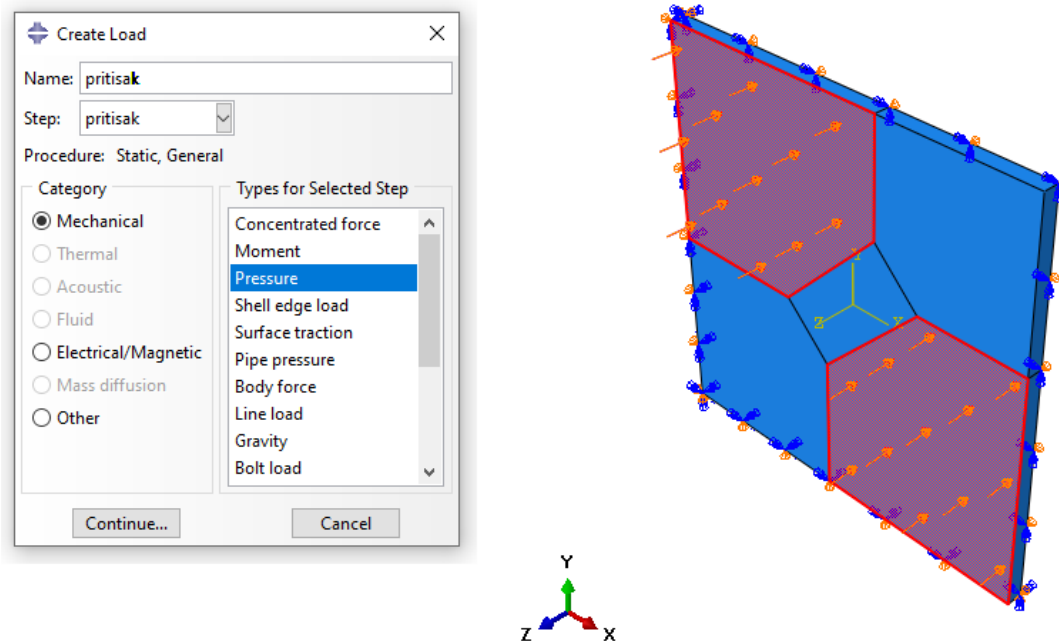 Create Load
Name: pritisak
Step: pritisak
Procedure: Static, General
Category
Mechanical
Thermal
Acoustic
Fluid
Electrical/Magnetic
Mass diffusion
Other
Types for Selected Step
Concentrated force
Moment
Pressure
Shell edge load
Surface traction
Pipe pressure
Body force
Line load
Gravity
Bolt load
Continue...
Cancel
Y
Z
X
Y
Z
X